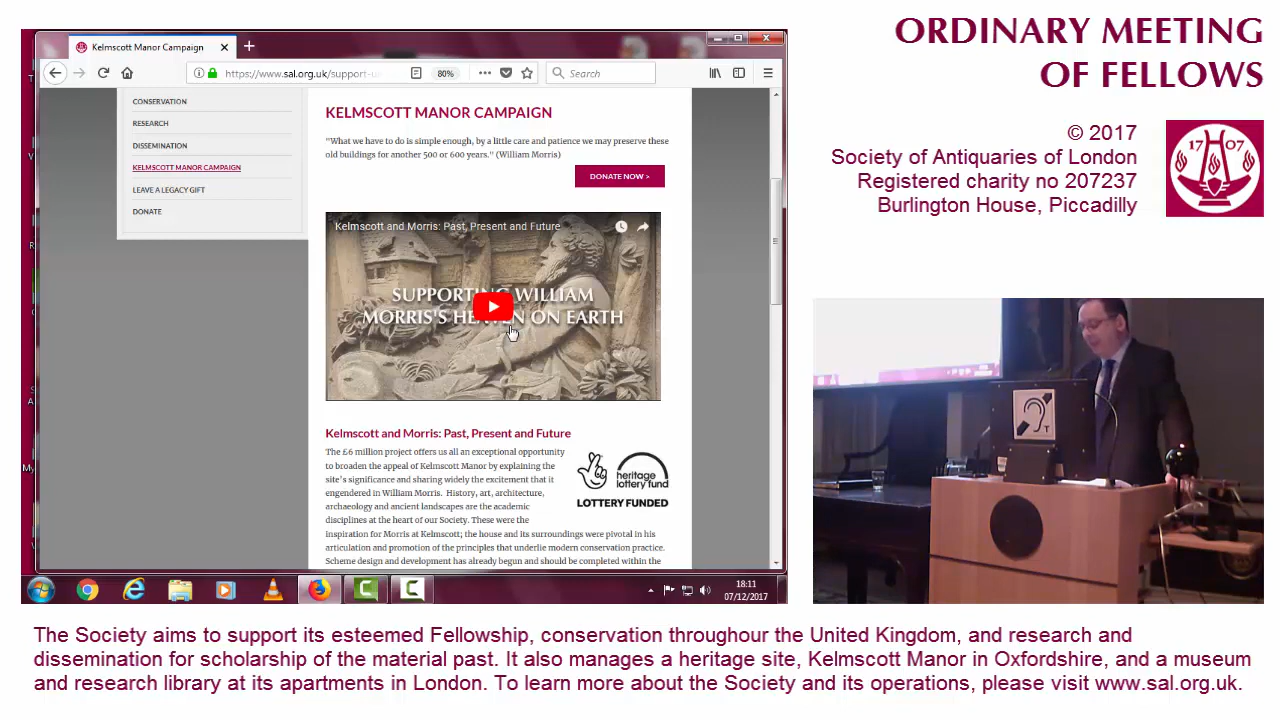 Kelmscott Manor Campaign
https://www.sal.org.uk/support-us
80%
Search
CONSERVATION
RESEARCH
DISSEMINATION
KELMSCOTT MANOR CAMPAIGN
LEAVE A LEGACY GIFT
DONATE
KELMSCOTT MANOR CAMPAIGN
"What we have to do is simple enough, by a little care and patience we may preserve these
old buildings for another 500 or 600 years." (William Morris)
DONATE NOW >
Kelmscott and Morris: Past, Present and Future
SUPPORTING WILLIAM
MORRIS'S HEAVEN ON EARTH
Kelmscott and Morris: Past, Present and Future
The £6 million project offers us all an exceptional opportunity
to broaden the appeal of Kelmscott Manor by explaining the
site's significance and sharing widely the excitement that it
engendered in William Morris. History, art, architecture,
archaeology and ancient landscapes are the academic
disciplines at the heart of our Society. These were the
inspiration for Morris at Kelmscott; the house and its surroundings were pivotal in his
articulation and promotion of the principles that underlie modern conservation practice.
Scheme design and development has already begun and should be completed within the
heritage
lottery fund
LOTTERY FUNDED
18:11
07/12/2017
ORDINARY MEETING
OF FELLOWS
© 2017
Society of Antiquaries of London
Registered charity no 207237
Burlington House, Piccadilly
17 07
T
The Society aims to support its esteemed Fellowship, conservation throughour the United Kingdom, and research and
dissemination for scholarship of the material past. It also manages a heritage site, Kelmscott Manor in Oxfordshire, and a museum
and research library at its apartments in London. To learn more about the Society and its operations, please visit www.sal.org.uk.